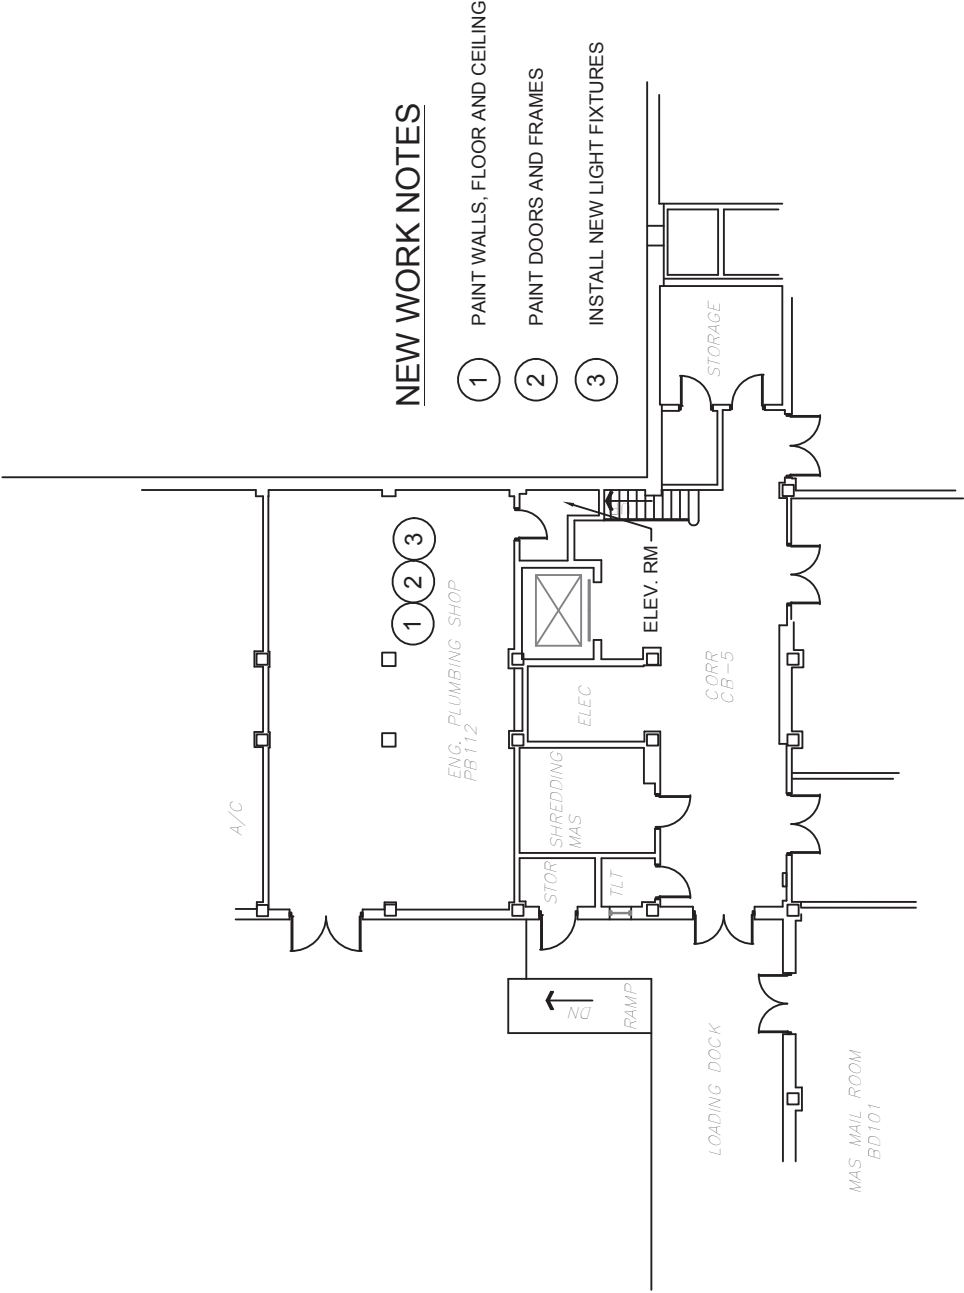 NEW WORK NOTES
1 PAINT WALLS, FLOOR AND CEILING
2 PAINT DOORS AND FRAMES
3 INSTALL NEW LIGHT FIXTURES
A/C
1 2 3
ENG. PLUMBING SHOP
PB112
STOR
SHREDDING
MAS
ELEC
TLT
ELEV. RM
DN
STORAGE
CORR
CB-5
DN
RAMP
LOADING DOCK
MAS MAIL ROOM
BD101